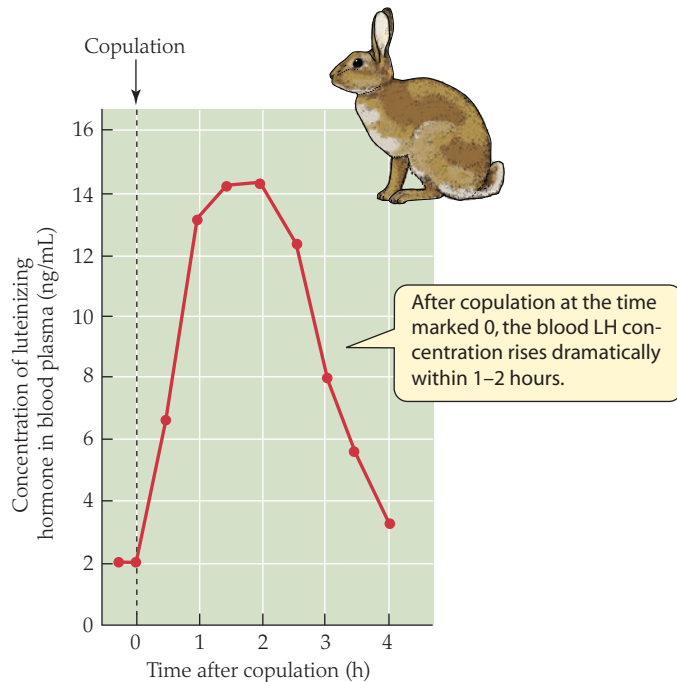 Copulation
16
14
12
10
8
6
4
2
0
Concentration of luteinizing
hormone in blood plasma (ng/mL)
After copulation at the time
marked 0, the blood LH con-
centration rises dramatically
within 1–2 hours.
0 1 2 3 4
Time after copulation (h)